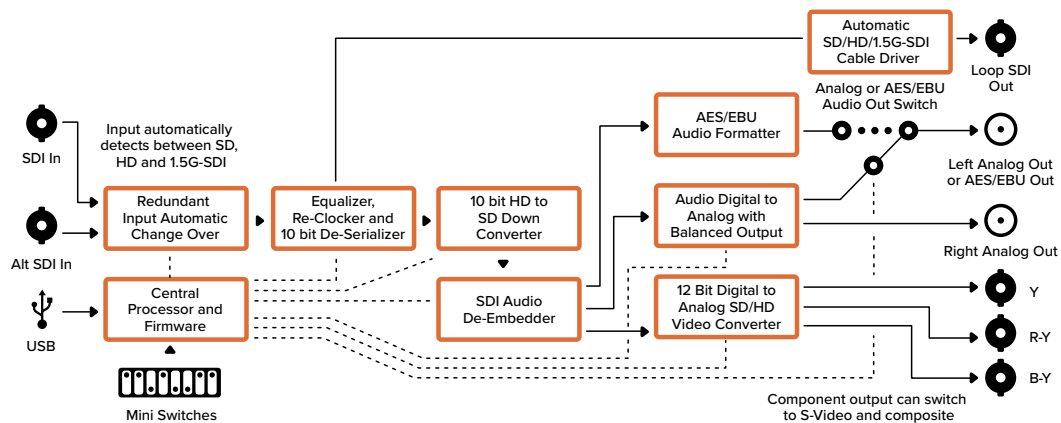 Automatic
SD/HD/1.5G-SDI
Cable Driver
Loop SDI
Out
Analog or AES/EBU
Audio Out Switch
SDI In
Input automatically
detects between SD,
HD and 1.5G-SDI
AES/EBU
Audio Formatter
Left Analog Out
or AES/EBU Out
Alt SDI In
Redundant
Input Automatic
Change Over
Equalizer,
Re-Clocker and
10 bit De-Serializer
10 bit HD to
SD Down
Converter
Audio Digital to
Analog with
Balanced Output
Right Analog Out
USB
Central
Processor and
Firmware
SDI Audio
De-Embedder
12 Bit Digital to
Analog SD/HD
Video Converter
Y
R-Y
B-Y
Mini Switches
Component output can switch
to S-Video and composite